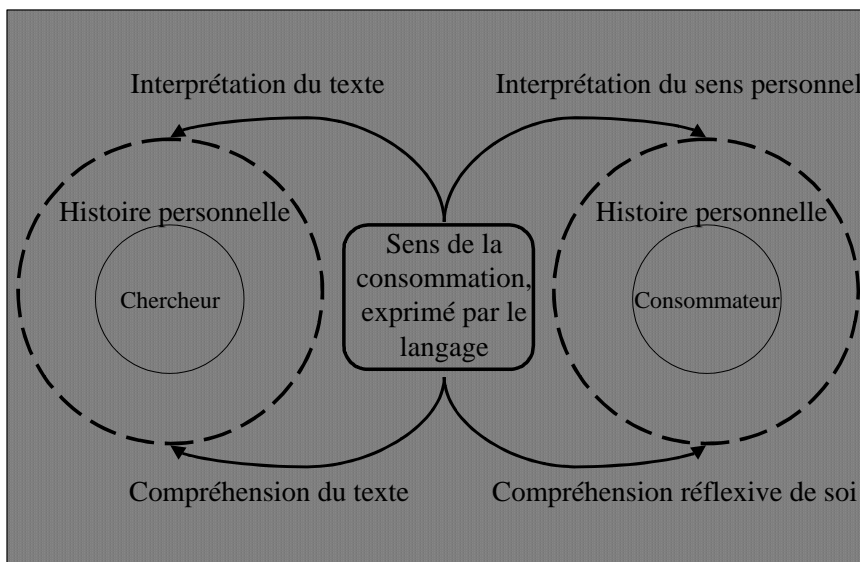 Interprétation du texte
Interprétation du sens personnel
Histoire personnelle
Chercheur
Sens de la
consommation,
exprimé par le
langage
Histoire personnelle
Consommateur
Compréhension du texte
Compréhension réflexive de soi